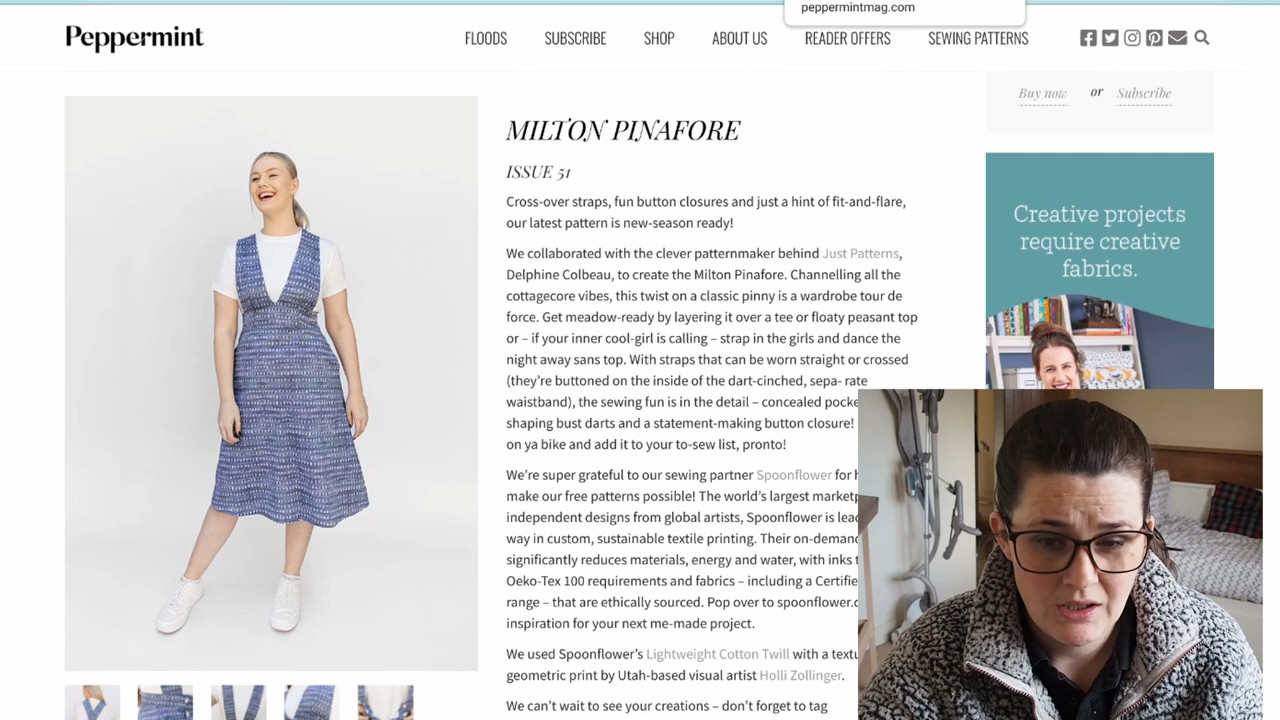 peppermintmag.com
Peppermint
FLOODS SUBSCRIBE SHOP ABOUT US READER OFFERS SEWING PATTERNS
Buy now or Subscribe
MILTON PINAFORE
ISSUE 51
Cross-over straps, fun button closures and just a hint of fit-and-flare,
our latest pattern is new-season ready!
We collaborated with the clever patternmaker behind Just Patterns,
Delphine Colbeau, to create the Milton Pinafore. Channelling all the
cottagecore vibes, this twist on a classic pinny is a wardrobe tour de
force. Get meadow-ready by layering it over a tee or floaty peasant top
or – if your inner cool-girl is calling – strap in the girls and dance the
night away sans top. With straps that can be worn straight or crossed
(they’re buttoned on the inside of the dart-cinched, sepa- rate
waistband), the sewing fun is in the detail – concealed pocke
shaping bust darts and a statement-making button closure!
on ya bike and add it to your to-sew list, pronto!
We’re super grateful to our sewing partner Spoonflower for h
make our free patterns possible! The world’s largest marketp
independent designs from global artists, Spoonflower is lead
way in custom, sustainable textile printing. Their on-deman
significantly reduces materials, energy and water, with inks t
Oeko-Tex 100 requirements and fabrics – including a Certifie
range – that are ethically sourced. Pop over to spoonflower.c
inspiration for your next me-made project.
We used Spoonflower’s Lightweight Cotton Twill with a textu
geometric print by Utah-based visual artist Holli Zollinger.
We can’t wait to see your creations – don’t forget to tag
Creative projects
require creative
fabrics.